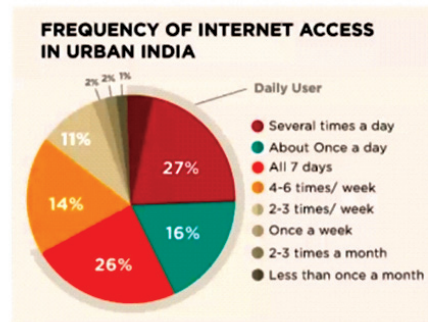 FREQUENCY OF INTERNET ACCESS
IN URBAN INDIA
2% 2% 1%
Daily User
11%
27%
14%
16%
26%
Several times a day
About Once a day
All 7 days
4-6 times/ week
2-3 times/ week
Once a week
2-3 times a month
Less than once a month